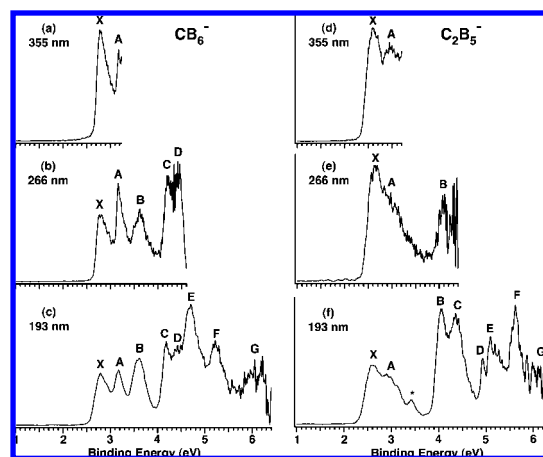 (a)
355 nm
X
A
CB6-
(b)
266 nm
X
A
B
C
D
(c)
193 nm
X
A
B
C
D
E
F
G
1 2 3 4 5 6
Binding Energy (eV)
(d)
355 nm
X
A
C2B5-
(e)
266 nm
X
A
B
(f)
193 nm
X
A
*
B
C
D
E
F
G
1 2 3 4 5 6
Binding Energy (eV)